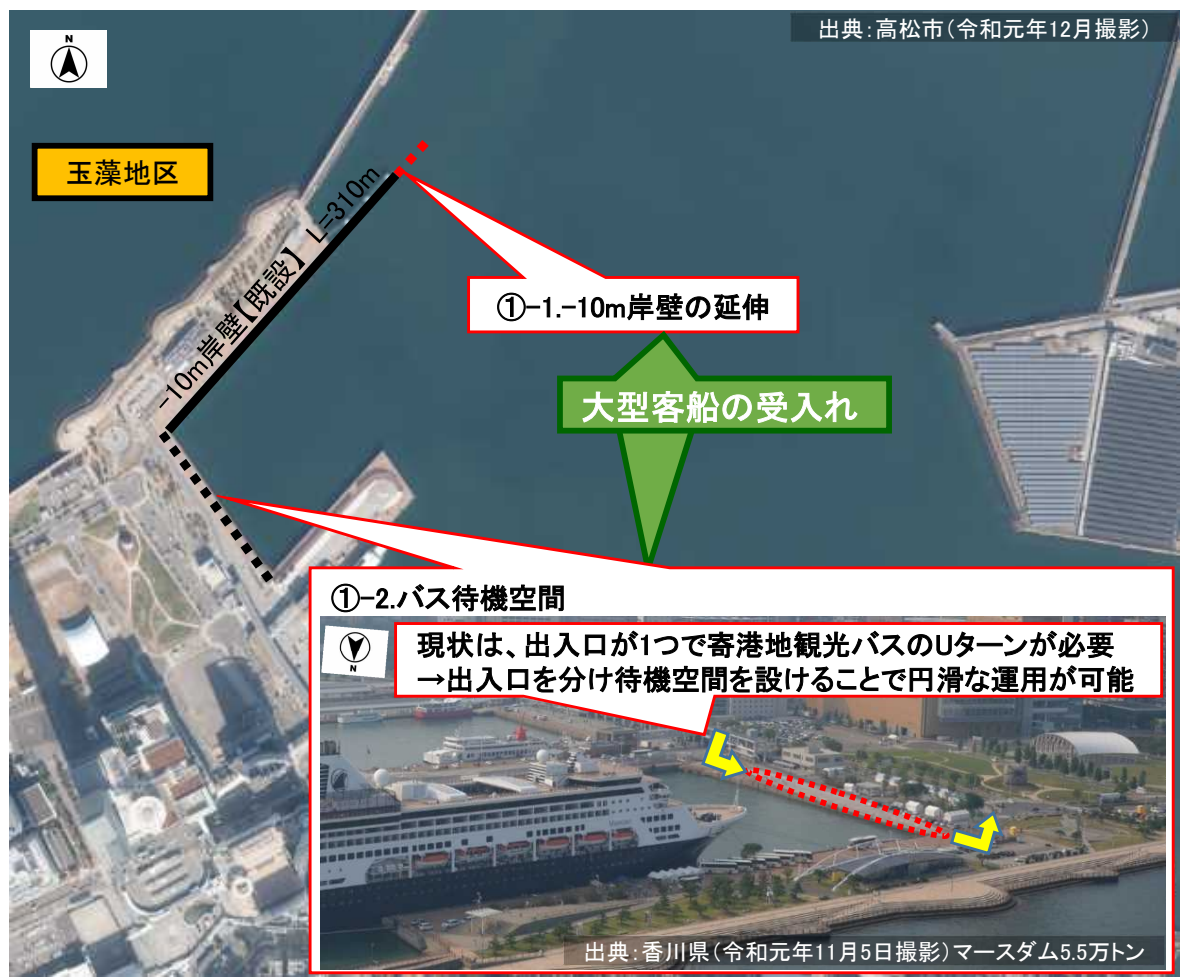 出典:高松市(令和元年12月撮影)
N
玉藻地区
-10m岸壁【既設】 L=310m
①-1.-10m岸壁の延伸
大型客船の受入れ
①-2.バス待機空間
N
現状は、出入口が1つで寄港地観光バスのUターンが必要
→出入口を分け待機空間を設けることで円滑な運用が可能
出典:香川県(令和元年11月5日撮影)マースダム5.5万トン